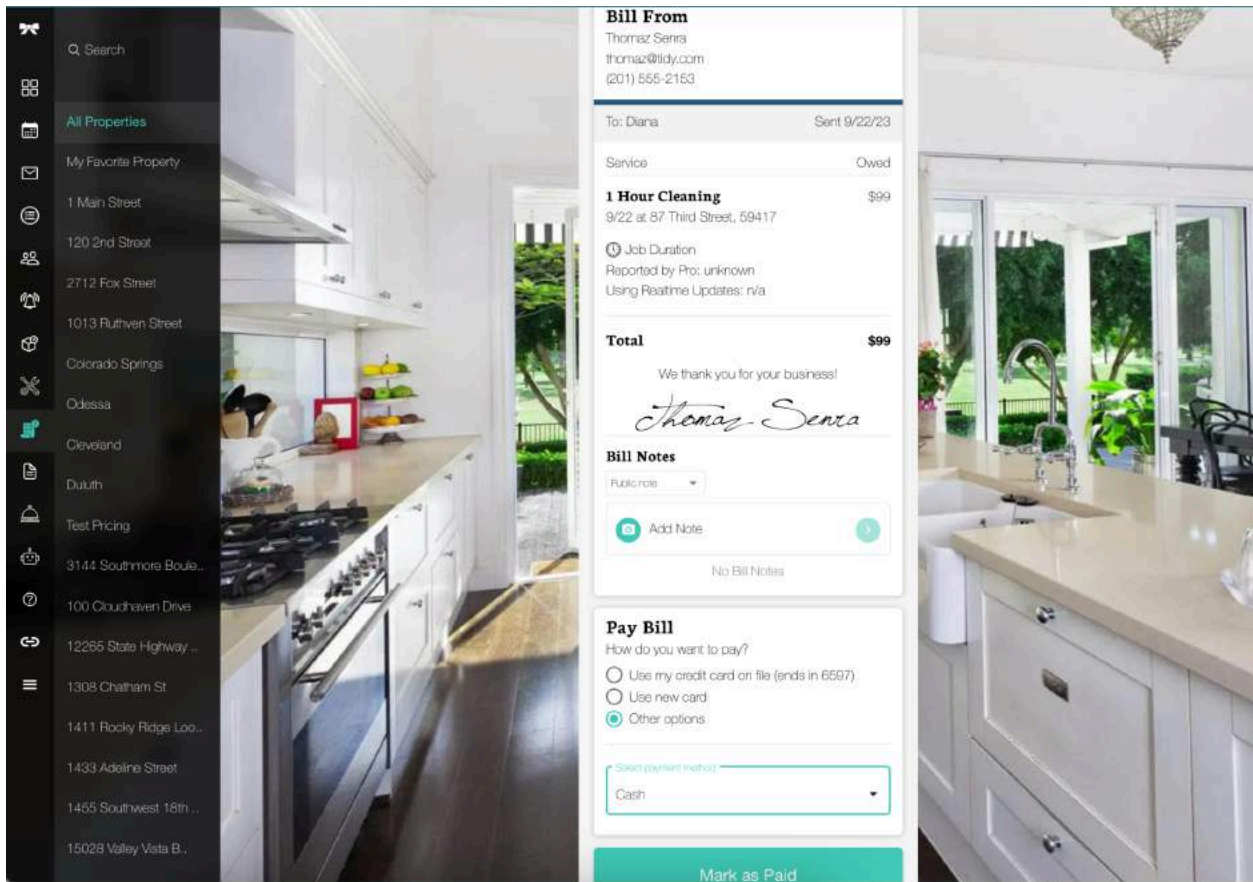 Search
All Properties
My Favorite Property
1 Main Street
120 2nd Street
2712 Fox Street
1013 Ruthven Street
Colorado Springs
Odessa
Cleveland
Duluth
Test Pricing
3144 Southmore Boule..
100 Cloudhaven Drive
12265 State Highway ..
1308 Chatham St
1411 Rocky Ridge Loo..
1433 Adeline Street
1455 Southwest 18th ..
15028 Valley Vista B..
Bill From
Thomaz Senra
thomaz@tidy.com
(201) 555-2153
To: Diana Sent 9/22/23
Service Owed
1 Hour Cleaning $99
9/22 at 87 Third Street, 59417
Job Duration
Reported by Pro: unknown
Using Realtime Updates: n/a
Total $99
We thank you for your business!
Thomaz Senra
Bill Notes
Public note
Add Note
No Bill Notes
Pay Bill
How do you want to pay?
Use my credit card on file (ends in 6597)
Use new card
Other options
Select payment method
Cash
Mark as Paid